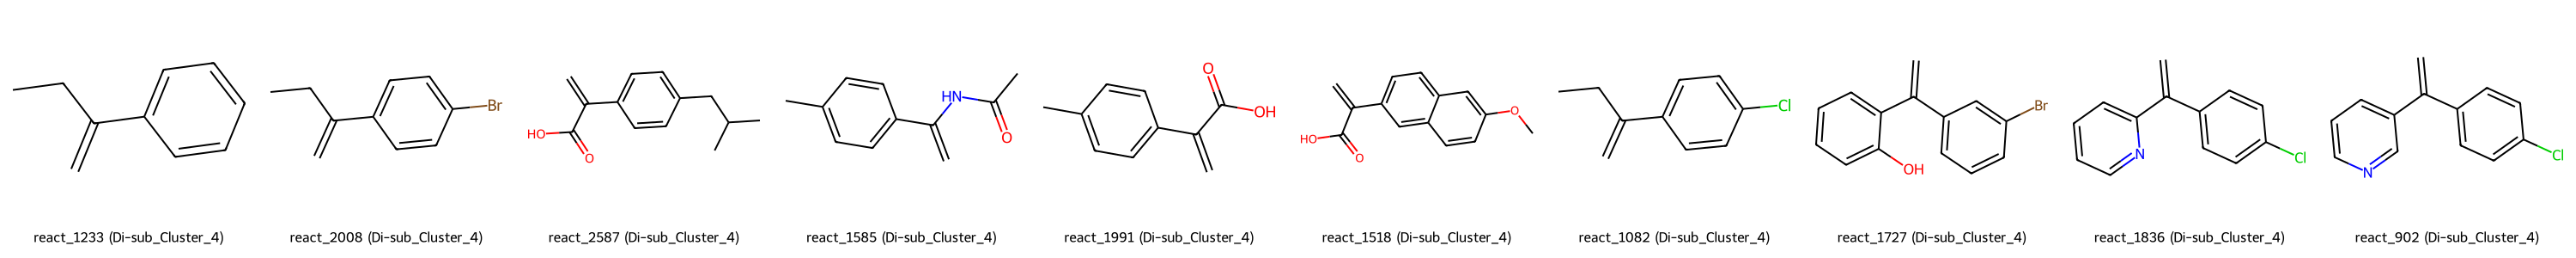 Br
HO
O
HN
O
O
OH
HO
O
O
Cl
OH
Br
N
Cl
N
Cl
react_1233 (Di-sub_Cluster_4)
react_2008 (Di-sub_Cluster_4)
react_2587 (Di-sub_Cluster_4)
react_1585 (Di-sub_Cluster_4)
react_1991 (Di-sub_Cluster_4)
react_1518 (Di-sub_Cluster_4)
react_1082 (Di-sub_Cluster_4)
react_1727 (Di-sub_Cluster_4)
react_1836 (Di-sub_Cluster_4)
react_902 (Di-sub_Cluster_4)